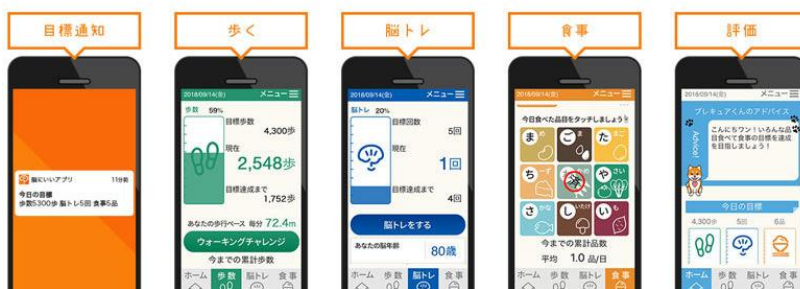 目標通知
脳にいいアプリ 11分前
今日の目標
歩数5300歩 脳トレ5回 食事5品
歩く
2018/09/14(金) メニュー
歩数 59%
目標歩数
4,300歩
現在
2,548歩
目標達成まで
1,752歩
あなたの歩行ペース 毎分 72.4m
ウォーキングチャレンジ
今までの累計歩数
ホーム 歩数 脳トレ 食事
脳トレ
2018/09/14(金) メニュー
脳トレ 20%
目標回数
5回
現在
1回
目標達成まで
4回
脳トレをする
あなたの脳年齢
80歳
ホーム 歩数 脳トレ 食事
食事
2018/09/14(金) メニュー
今日食べた品目をタッチしましょう!
まめ ごま たまご
ち や さい
さかな しいたけ いも
今までの累計品数
平均 1.0 品/日
ホーム 歩数 脳トレ 食事
評価
2018/09/14(金) メニュー
プレキュアくんのアドバイス
Advice!
こんにちワン!いろんな品
目食べて食事の目標を達成
を目指しましょう!
今日の目標
4,300歩 5回 6品
ホーム 歩数 脳トレ 食事